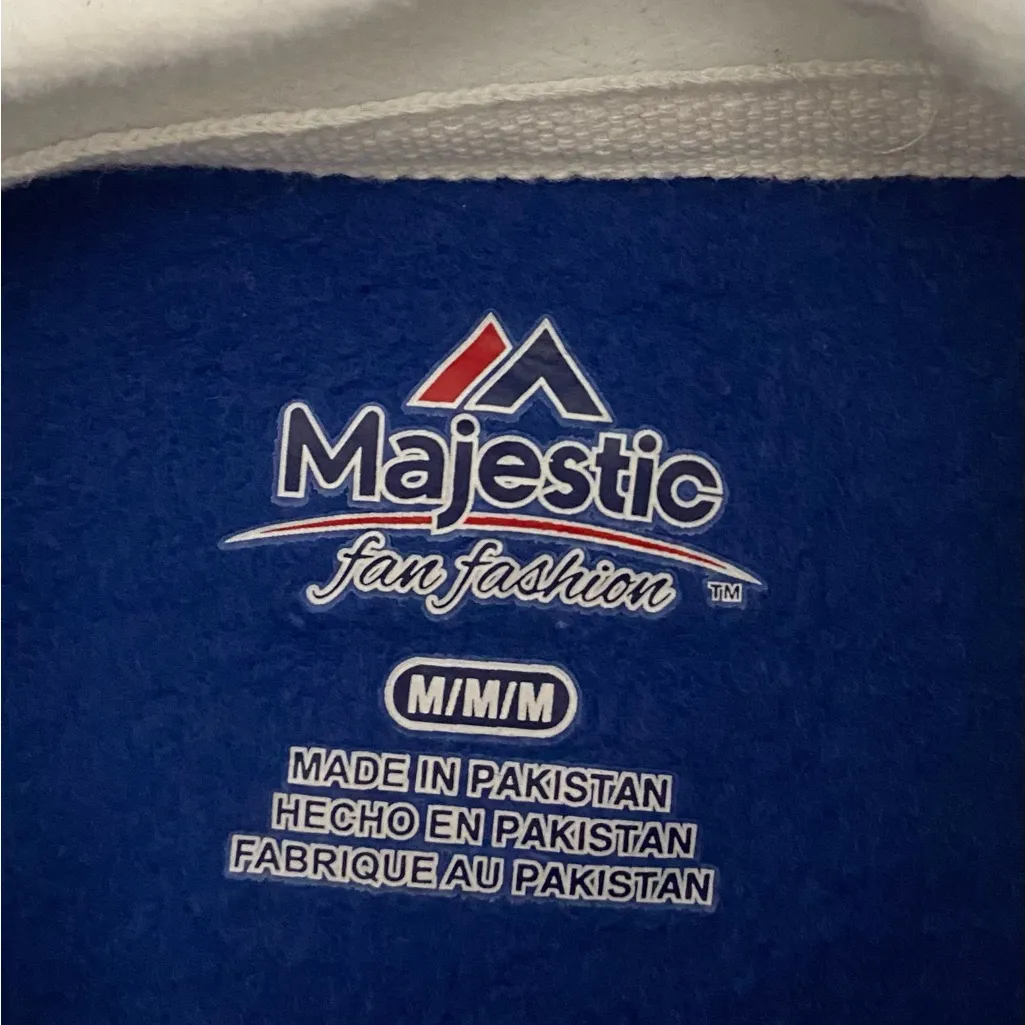 Majestic
fan fashion TM
M/M/M
MADE IN PAKISTAN
HECHO EN PAKISTAN
FABRIQUE AU PAKISTAN